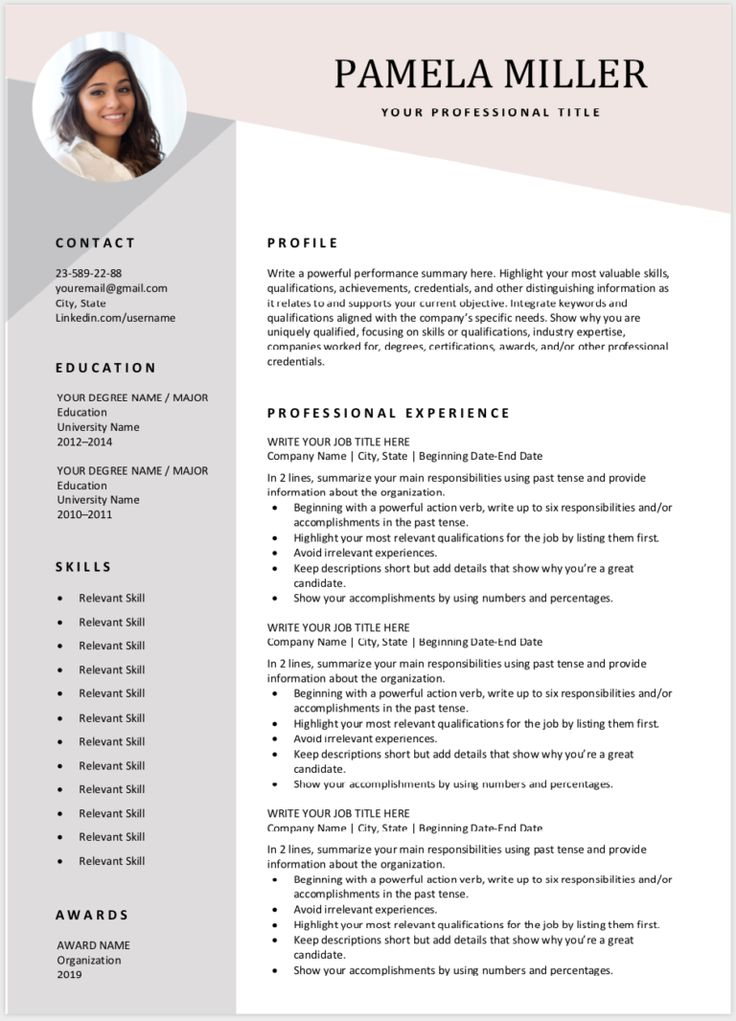 PAMELA MILLER
YOUR PROFESSIONAL TITLE
CONTACT
23-589-22-88
youremail@gmail.com
City, State
Linkedin.com/username
EDUCATION
YOUR DEGREE NAME / MAJOR
Education
University Name
2012–2014
YOUR DEGREE NAME / MAJOR
Education
University Name
2010–2011
SKILLS
• Relevant Skill
• Relevant Skill
• Relevant Skill
• Relevant Skill
• Relevant Skill
• Relevant Skill
• Relevant Skill
• Relevant Skill
• Relevant Skill
• Relevant Skill
• Relevant Skill
• Relevant Skill
AWARDS
AWARD NAME
Organization
2019
PROFILE
Write a powerful performance summary here. Highlight your most valuable skills,
qualifications, achievements, credentials, and other distinguishing information as
it relates to and supports your current objective. Integrate keywords and
qualifications aligned with the company’s specific needs. Show why you are
uniquely qualified, focusing on skills or qualifications, industry expertise,
companies worked for, degrees, certifications, awards, and/or other professional
credentials.
PROFESSIONAL EXPERIENCE
WRITE YOUR JOB TITLE HERE
Company Name | City, State | Beginning Date-End Date
In 2 lines, summarize your main responsibilities using past tense and provide
information about the organization.
• Beginning with a powerful action verb, write up to six responsibilities and/or
accomplishments in the past tense.
• Highlight your most relevant qualifications for the job by listing them first.
• Avoid irrelevant experiences.
• Keep descriptions short but add details that show why you’re a great
candidate.
• Show your accomplishments by using numbers and percentages.
WRITE YOUR JOB TITLE HERE
Company Name | City, State | Beginning Date-End Date
In 2 lines, summarize your main responsibilities using past tense and provide
information about the organization.
• Beginning with a powerful action verb, write up to six responsibilities and/or
accomplishments in the past tense.
• Highlight your most relevant qualifications for the job by listing them first.
• Avoid irrelevant experiences.
• Keep descriptions short but add details that show why you’re a great
candidate.
• Show your accomplishments by using numbers and percentages.
WRITE YOUR JOB TITLE HERE
Company Name | City, State | Beginning Date-End Date
In 2 lines, summarize your main responsibilities using past tense and provide
information about the organization.
• Beginning with a powerful action verb, write up to six responsibilities and/or
accomplishments in the past tense.
• Avoid irrelevant experiences.
• Highlight your most relevant qualifications for the job by listing them first.
• Keep descriptions short but add details that show why you’re a great
candidate.
• Show your accomplishments by using numbers and percentages.